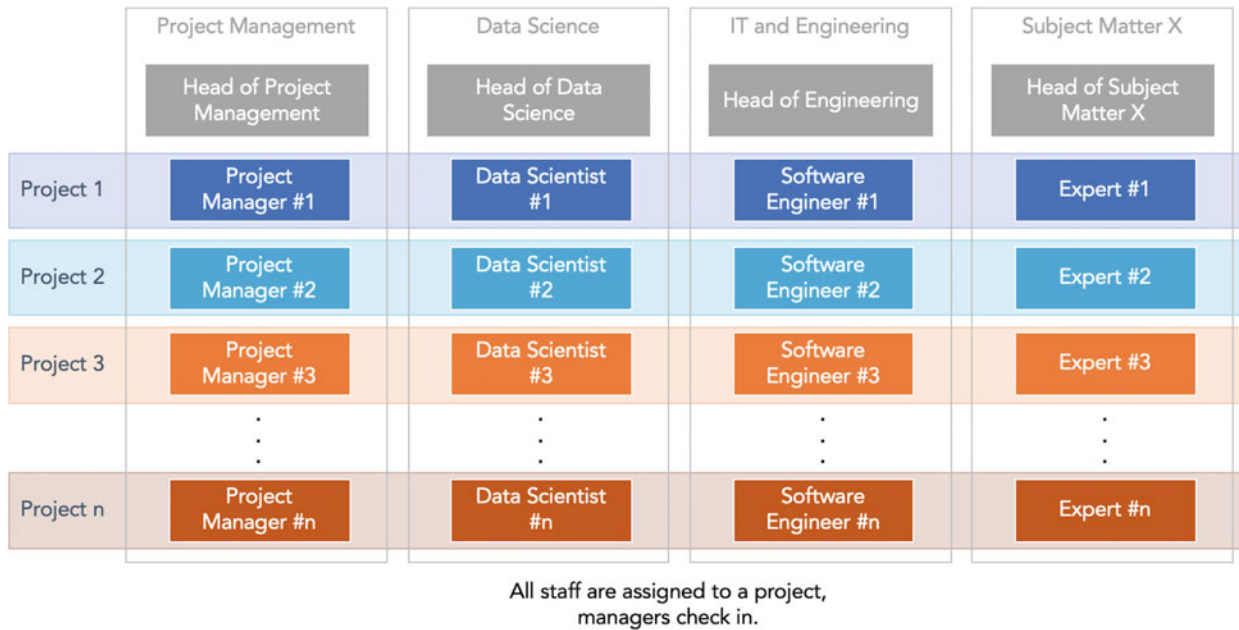 Project Management
Data Science
IT and Engineering
Subject Matter X
Head of Project
Management
Head of Data
Science
Head of Engineering
Head of Subject
Matter X
Project 1
Project
Manager #1
Data Scientist
#1
Software
Engineer #1
Expert #1
Project 2
Project
Manager #2
Data Scientist
#2
Software
Engineer #2
Expert #2
Project 3
Project
Manager #3
Data Scientist
#3
Software
Engineer #3
Expert #3
Project n
Project
Manager #n
Data Scientist
#n
Software
Engineer #n
Expert #n
All staff are assigned to a project,
managers check in.